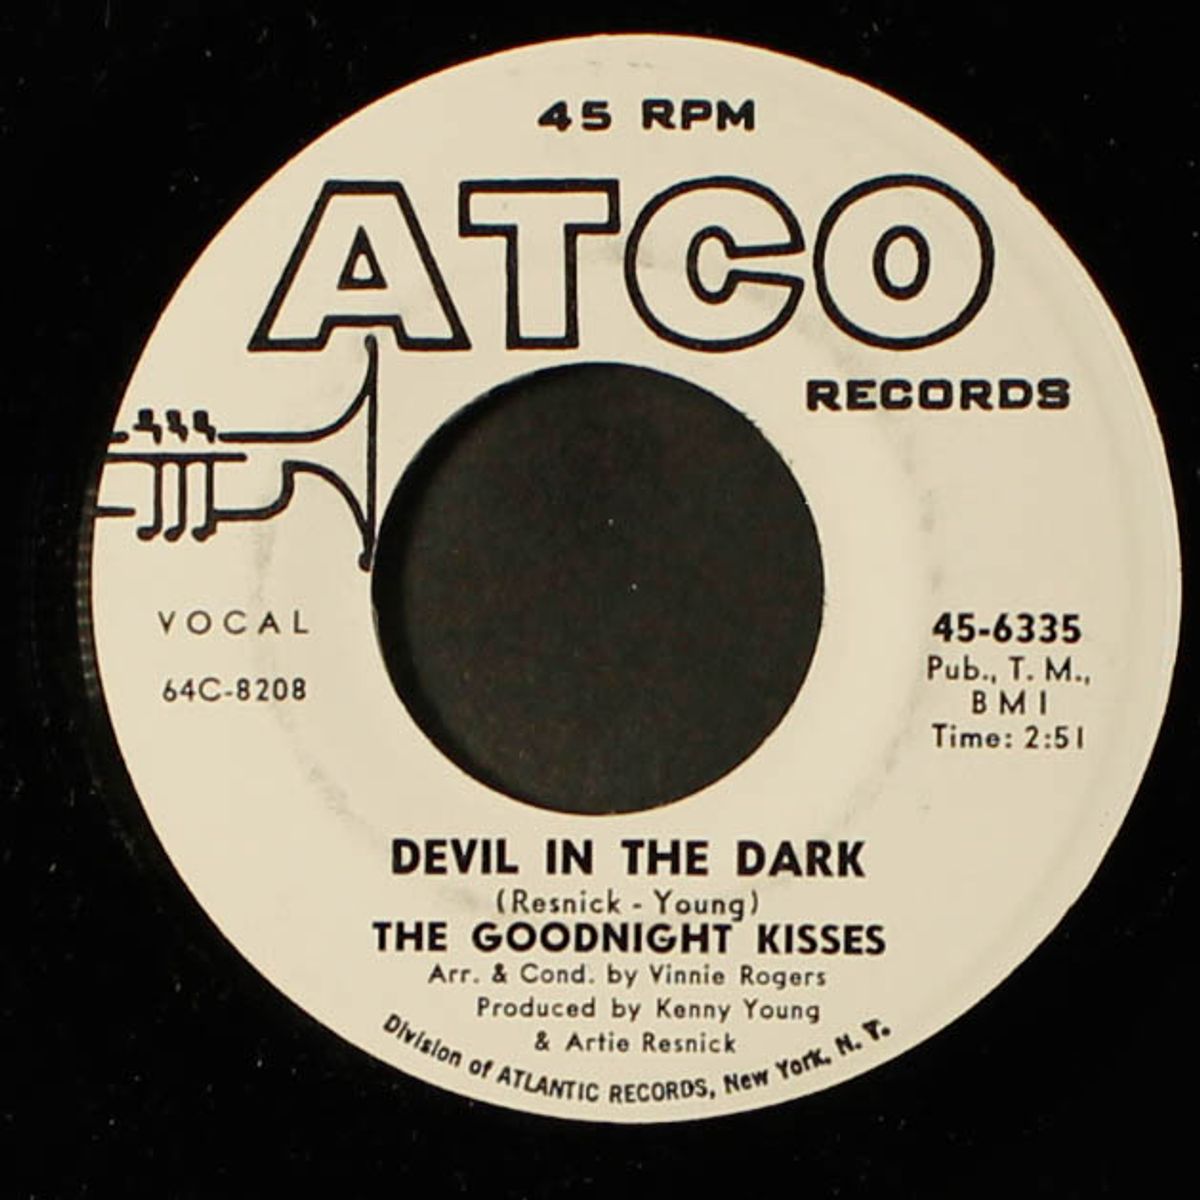 45 RPM
ATCO
RECORDS
VOCAL
64C-8208
45-6335
Pub., T. M.,
BMI
Time: 2:51
DEVIL IN THE DARK
(Resnick - Young)
THE GOODNIGHT KISSES
Arr. & Cond. by Vinnie Rogers
Produced by Kenny Young
& Artie Resnick
Division of ATLANTIC RECORDS, New York, N. Y.